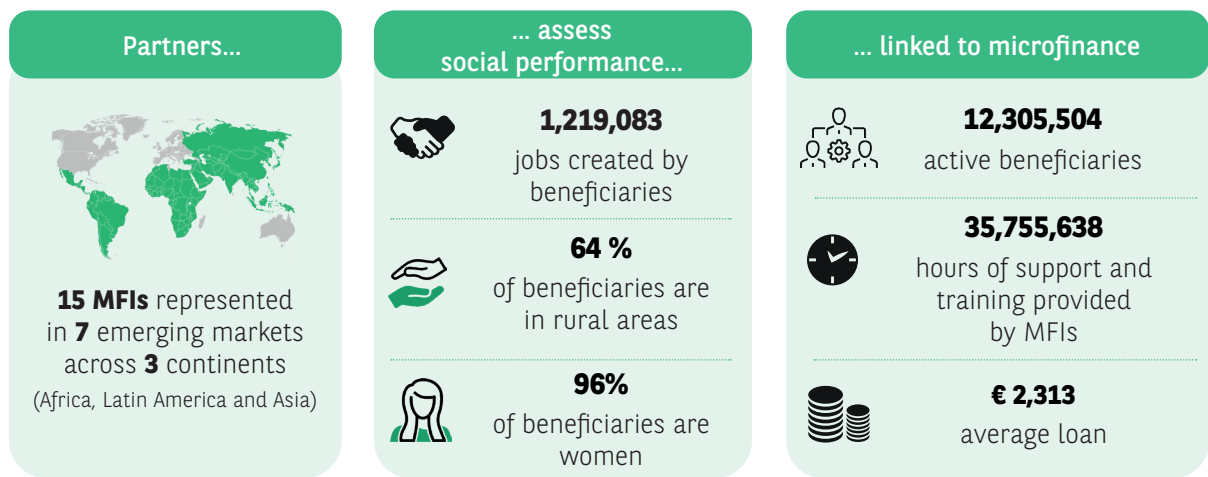 Partners...
15 MFIs represented
in 7 emerging markets
across 3 continents
(Africa, Latin America and Asia)
... assess
social performance...
1,219,083
jobs created by
beneficiaries
64 %
of beneficiaries are
in rural areas
96%
of beneficiaries are
women
... linked to microfinance
12,305,504
active beneficiaries
35,755,638
hours of support and
training provided
by MFIs
€ 2,313
average loan